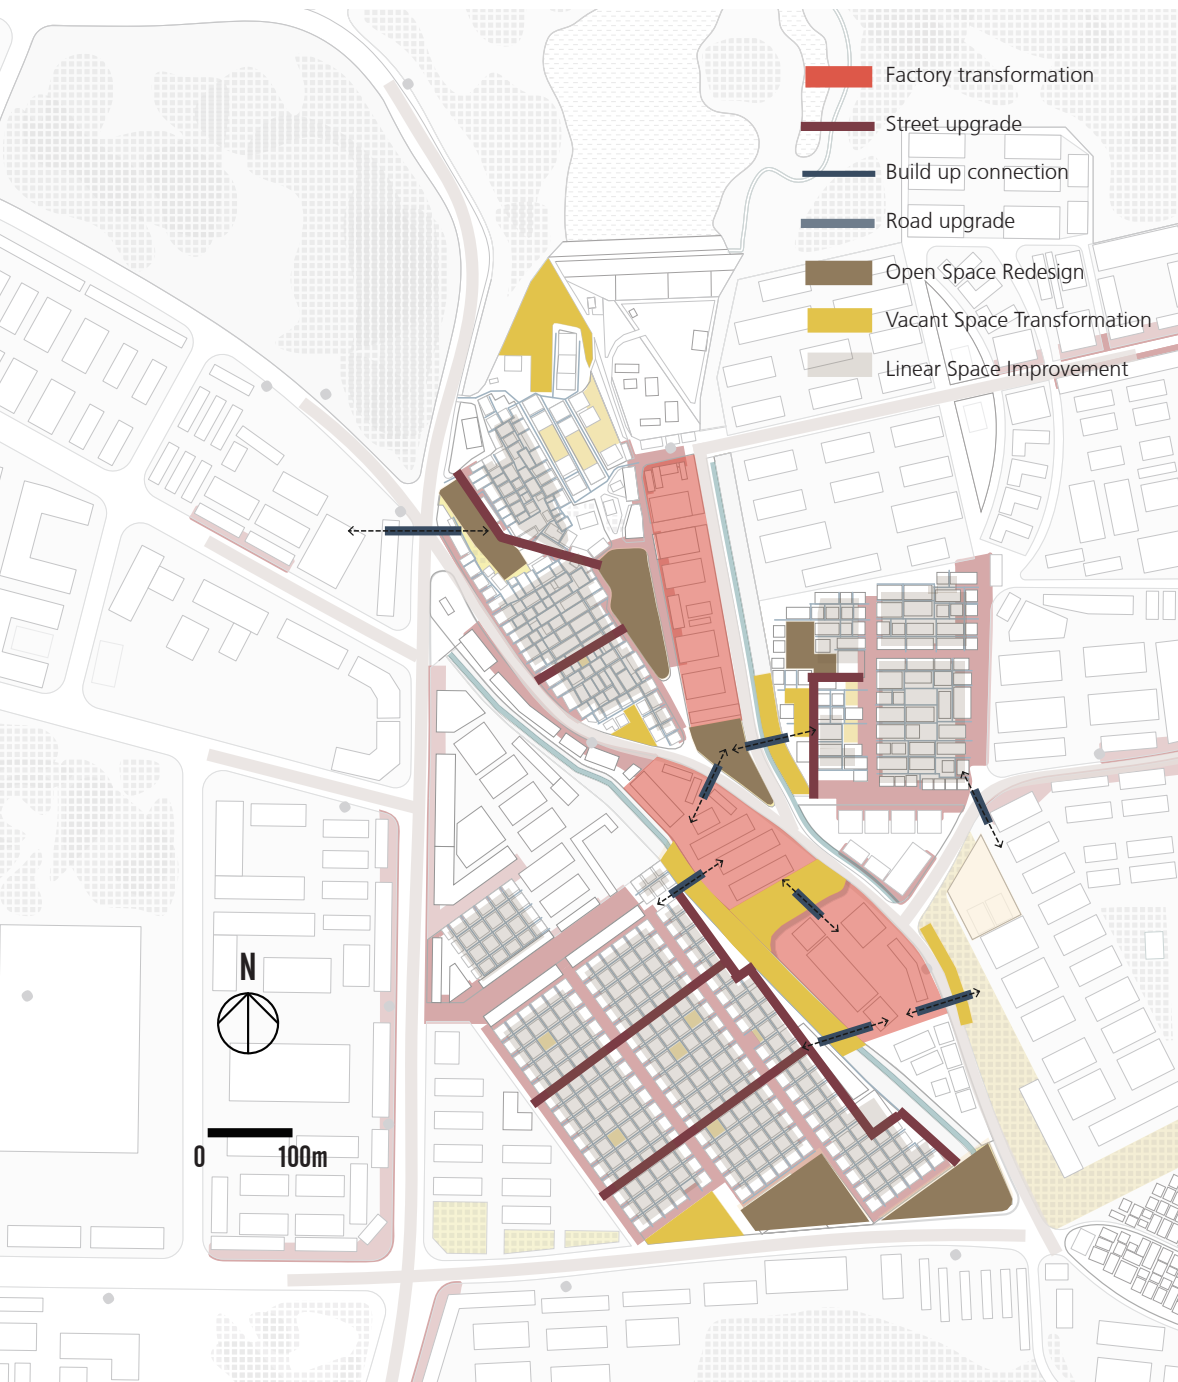 Factory transformation
Street upgrade
Build up connection
Road upgrade
Open Space Redesign
Vacant Space Transformation
Linear Space Improvement
N
0 100m